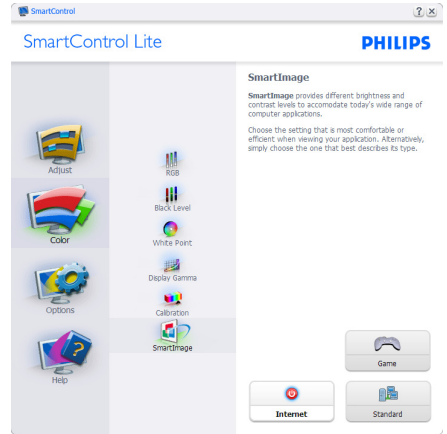 SmartControl
SmartControl Lite
PHILIPS
Adjust
Color
Options
Help
RGB
Black Level
White Point
Display Gamma
Calibration
SmartImage
SmartImage
SmartImage provides different brightness and
contrast levels to accomodate today's wide range of
computer applications.
Choose the setting that is most comfortable or
efficient when viewing your application. Alternatively,
simply choose the one that best describes its type.
Game
Internet
Standard